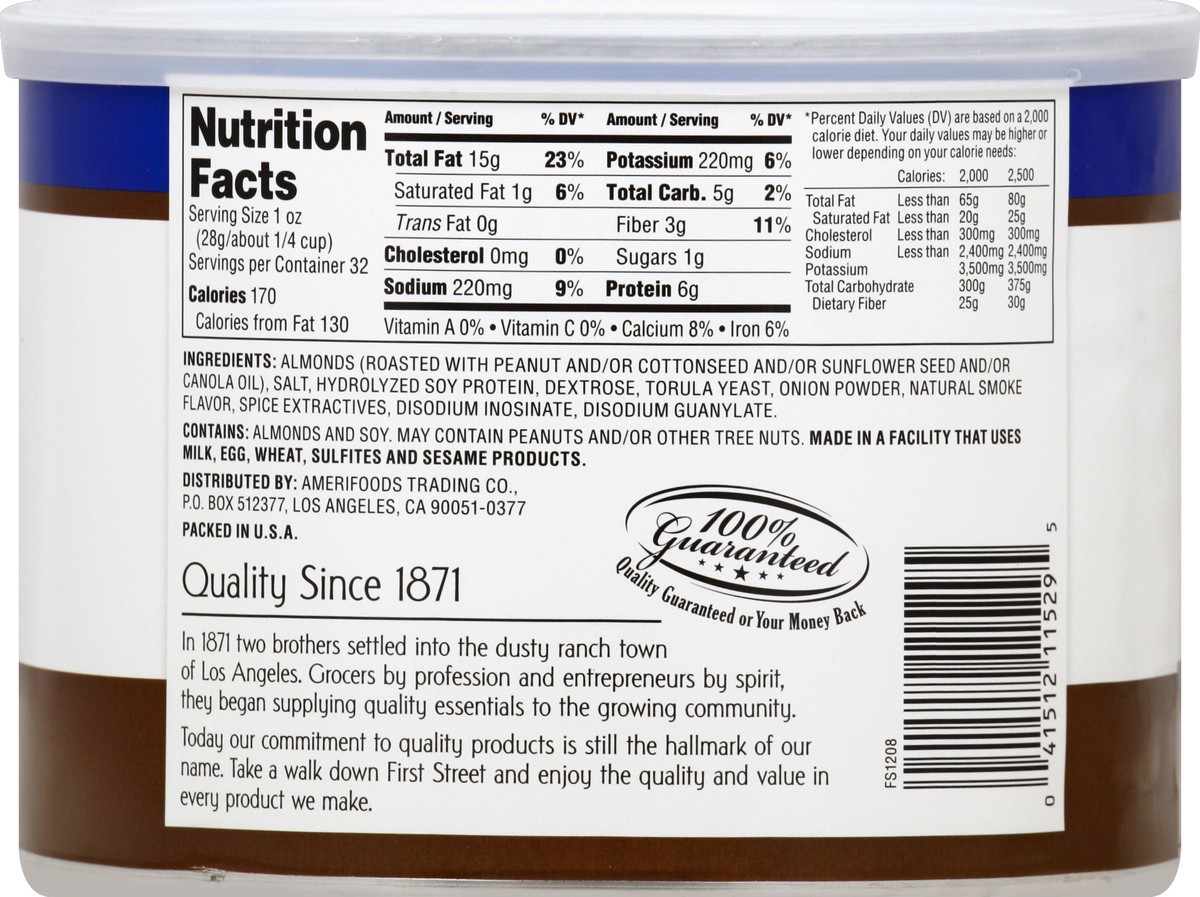 Nutrition
Facts
Serving Size 1 oz
(28g/about 1/4 cup)
Servings per Container 32
Calories 170
Calories from Fat 130
Amount / Serving % DV* Amount / Serving % DV*
Total Fat 15g 23% Potassium 220mg 6%
Saturated Fat 1g 6% Total Carb. 5g 2%
Trans Fat 0g Fiber 3g 11%
Cholesterol 0mg 0% Sugars 1g
Sodium 220mg 9% Protein 6g
Vitamin A 0% • Vitamin C 0% • Calcium 8% • Iron 6%
*Percent Daily Values (DV) are based on a 2,000
calorie diet. Your daily values may be higher or
lower depending on your calorie needs:
Calories: 2,000 2,500
Total Fat Less than 65g 80g
Saturated Fat Less than 20g 25g
Cholesterol Less than 300mg 300mg
Sodium Less than 2,400mg 2,400mg
Potassium 3,500mg 3,500mg
Total Carbohydrate 300g 375g
Dietary Fiber 25g 30g
INGREDIENTS: ALMONDS (ROASTED WITH PEANUT AND/OR COTTONSEED AND/OR SUNFLOWER SEED AND/OR
CANOLA OIL), SALT, HYDROLYZED SOY PROTEIN, DEXTROSE, TORULA YEAST, ONION POWDER, NATURAL SMOKE
FLAVOR, SPICE EXTRACTIVES, DISODIUM INOSINATE, DISODIUM GUANYLATE.
CONTAINS: ALMONDS AND SOY. MAY CONTAIN PEANUTS AND/OR OTHER TREE NUTS. MADE IN A FACILITY THAT USES
MILK, EGG, WHEAT, SULFITES AND SESAME PRODUCTS.
DISTRIBUTED BY: AMERIFOODS TRADING CO.,
P.O. BOX 512377, LOS ANGELES, CA 90051-0377
PACKED IN U.S.A.
100%
Guaranteed
Quality Guaranteed or Your Money Back
Quality Since 1871
In 1871 two brothers settled into the dusty ranch town
of Los Angeles. Grocers by profession and entrepreneurs by spirit,
they began supplying quality essentials to the growing community.
Today our commitment to quality products is still the hallmark of our
name. Take a walk down First Street and enjoy the quality and value in
every product we make.
FS1208
0 41512 11529 5